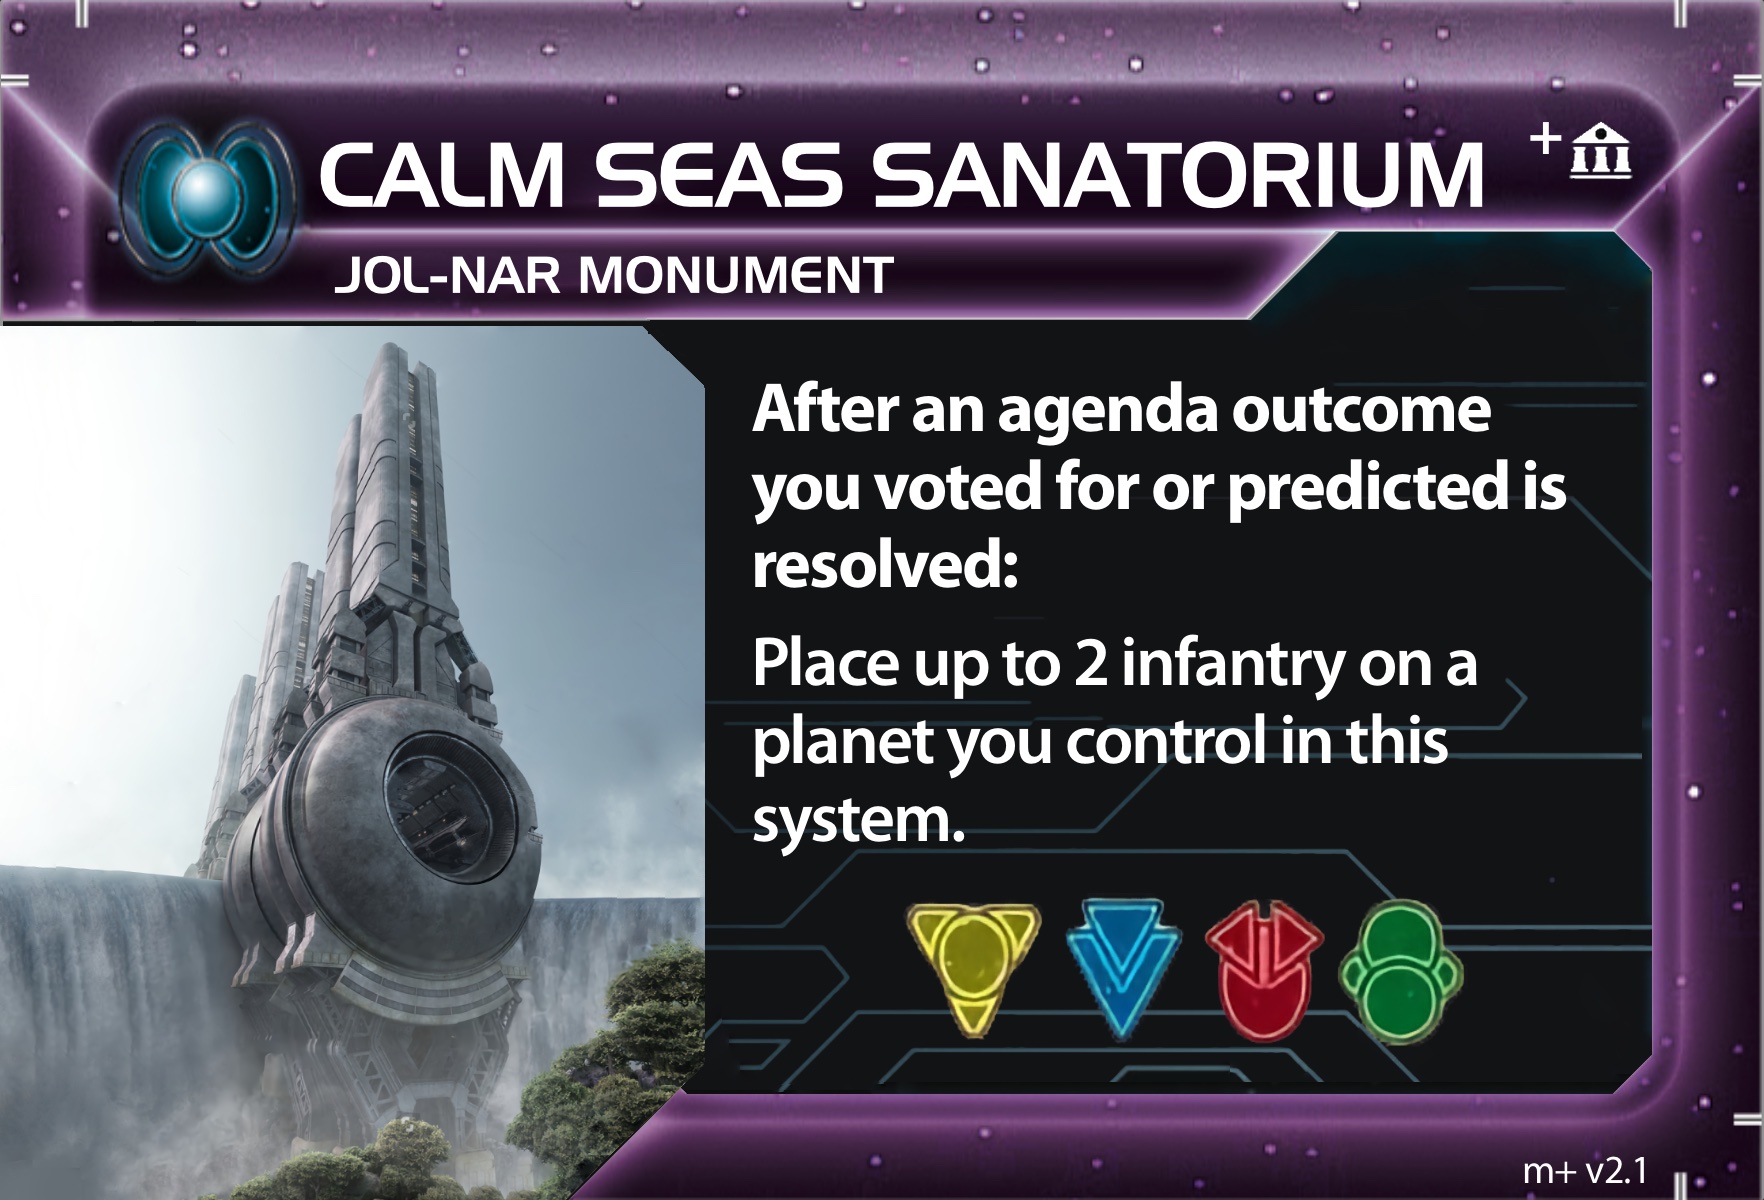 CALM SEAS SANATORIUM
+
JOL-NAR MONUMENT
After an agenda outcome
you voted for or predicted is
resolved:
Place up to 2 infantry on a
planet you control in this
system.
m+ v2.1